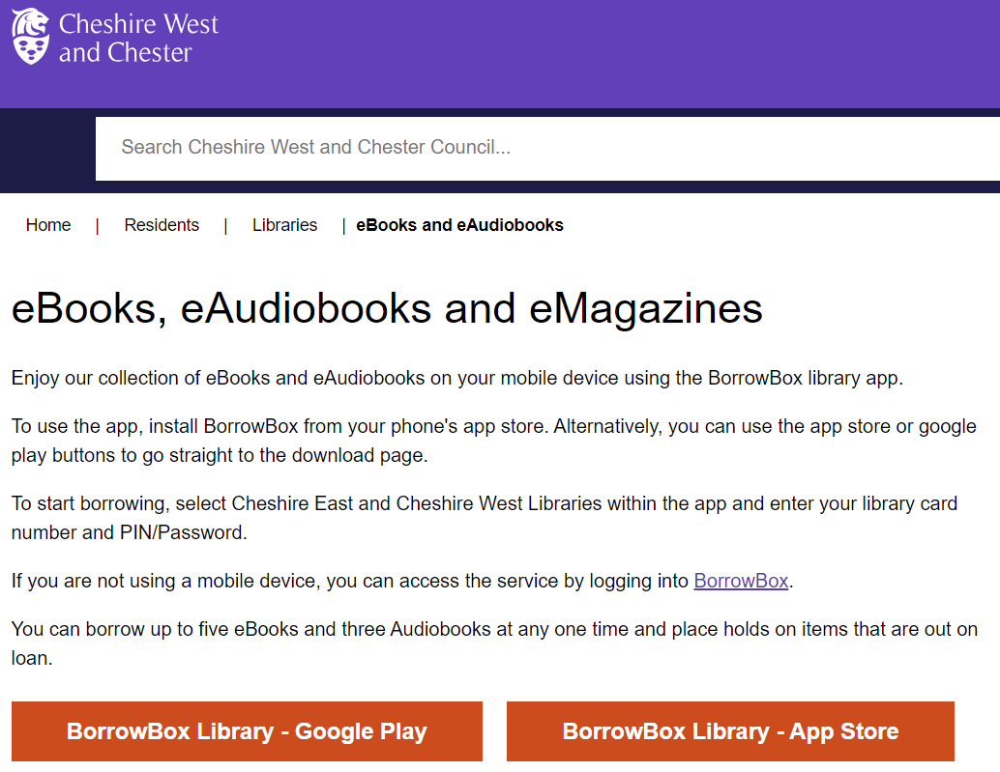 Cheshire West
and Chester
Search Cheshire West and Chester Council...
Home | Residents | Libraries | eBooks and eAudiobooks
eBooks, eAudiobooks and eMagazines
Enjoy our collection of eBooks and eAudiobooks on your mobile device using the BorrowBox library app.
To use the app, install BorrowBox from your phone's app store. Alternatively, you can use the app store or google
play buttons to go straight to the download page.
To start borrowing, select Cheshire East and Cheshire West Libraries within the app and enter your library card
number and PIN/Password.
If you are not using a mobile device, you can access the service by logging into BorrowBox.
You can borrow up to five eBooks and three Audiobooks at any one time and place holds on items that are out on
loan.
BorrowBox Library - Google Play
BorrowBox Library - App Store